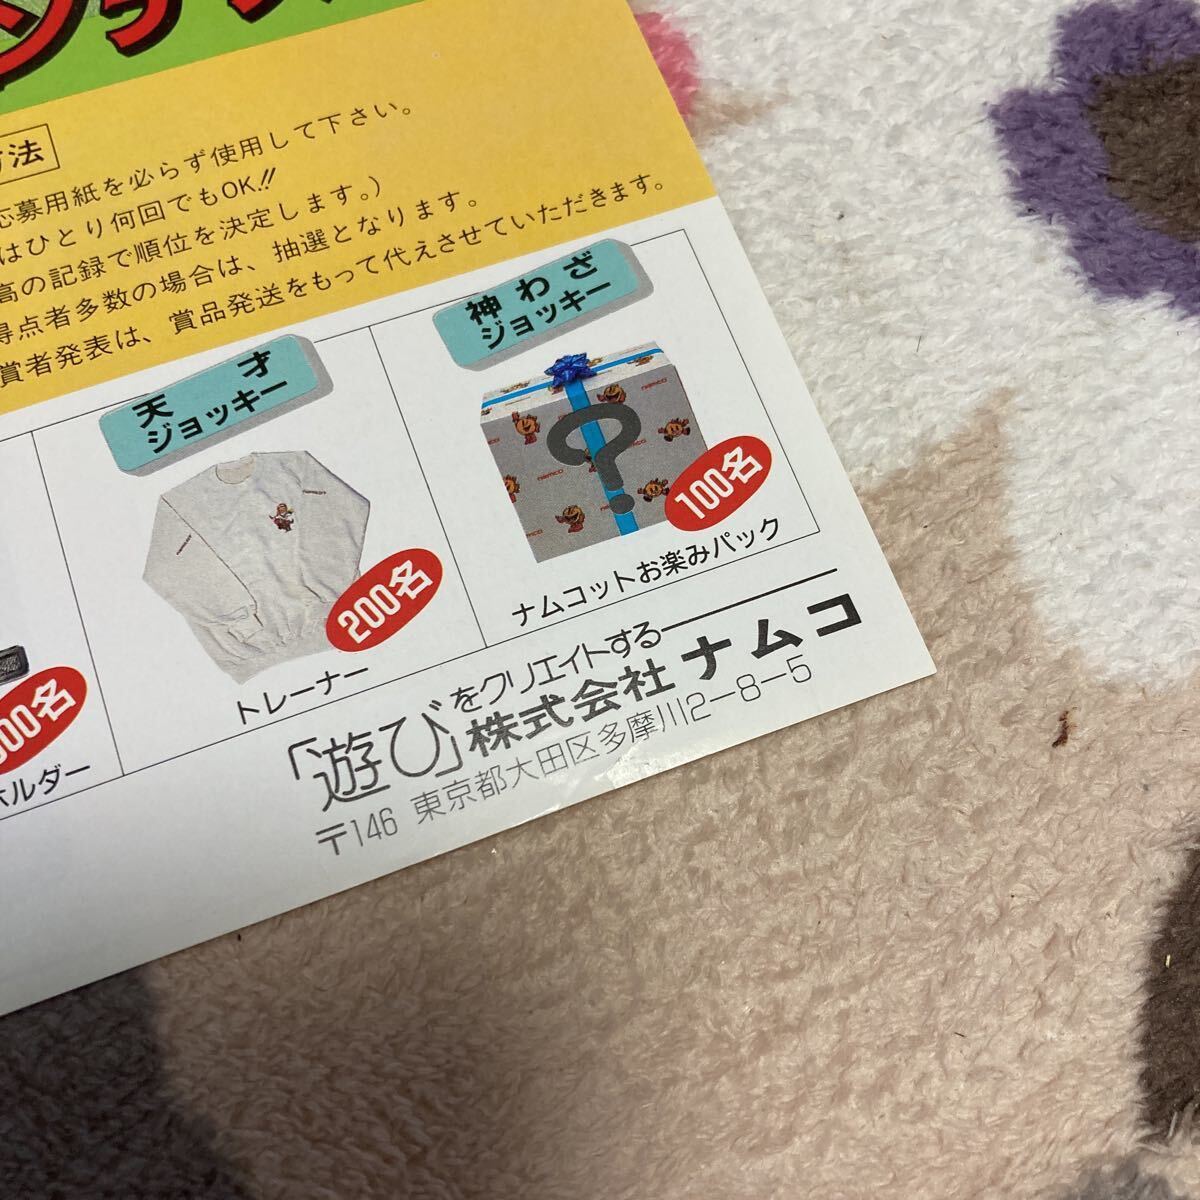 方法
応募用紙を必らず使用して下さい。
はひとり何回でもOK!!
高の記録で順位を決定します。)
得点者多数の場合は、抽選となります。
賞者発表は、賞品発送をもって代えさせていただきます。
天才
ジョッキー
200名
トレーナー
神わざ
ジョッキー
namco
?
100名
ナムコットお楽みパック
00名
ホルダー
「遊び」をクリエイトする
株式会社ナムコ
〒146 東京都大田区多摩川2-8-5